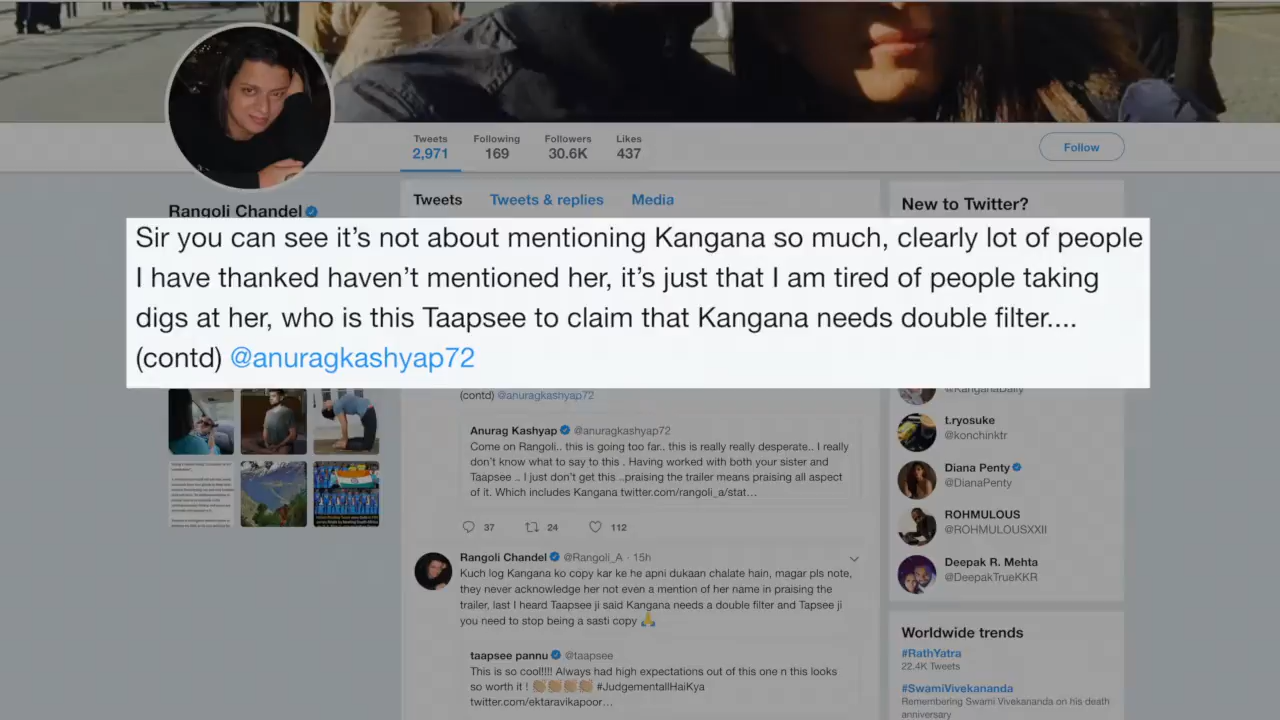 Tweets Following Followers Likes
2,971 169 30.6K 437
Follow
Tweets Tweets & replies Media
Rangoli Chandel
New to Twitter?
Sir you can see it’s not about mentioning Kangana so much, clearly lot of people
I have thanked haven’t mentioned her, it’s just that I am tired of people taking
digs at her, who is this Taapsee to claim that Kangana needs double filter....
(contd) @anuragkashyap72
(contd) @anuragkashyap72
Anurag Kashyap @anuragkashyap72
Come on Rangoli.. this is going too far.. this is really really desperate.. I really
don’t know what to say to this . Having worked with both your sister and
Taapsee .. I just don’t get this ..praising the trailer means praising all aspect
of it. Which includes Kangana twitter.com/rangoli_a/stat…
37 24 112
Rangoli Chandel @Rangoli_A · 15h
Kuch log Kangana ko copy kar ke he apni dukaan chalate hain, magar pls note,
they never acknowledge her not even a mention of her name in praising the
trailer, last I heard Taapsee ji said Kangana needs a double filter and Tapsee ji
you need to stop being a sasti copy 🙏
taapsee pannu @taapsee
This is so cool!!!! Always had high expectations out of this one n this looks
so worth it ! 👏🏼👏🏼👏🏼👏🏼 #JudgementallHaiKya
twitter.com/ektaravikapoor…
@KanganaDaily
t.ryosuke
@konchinktr
Diana Penty
@DianaPenty
ROHMULOUS
@ROHMULOUSXXII
Deepak R. Mehta
@DeepakTrueKKR
Worldwide trends
#RathYatra
22.4K Tweets
#SwamiVivekananda
Remembering Swami Vivekananda on his death
anniversary